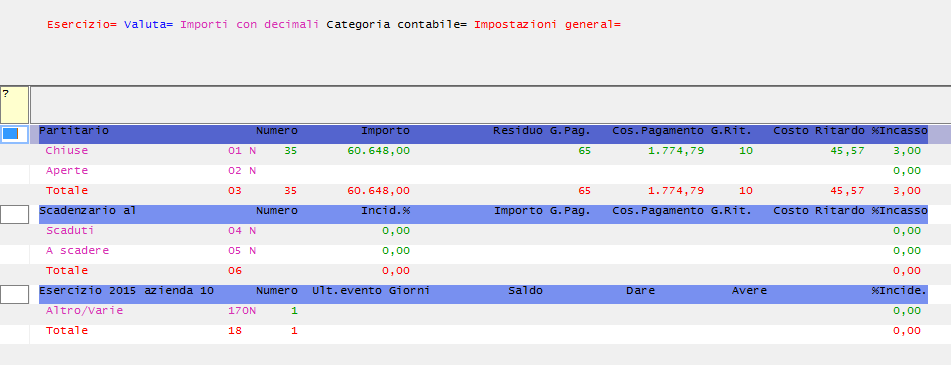 Esercizio= Valuta= Importi con decimali Categoria contabile= Impostazioni general=
?
Partitario Numero Importo Residuo G.Pag. Cos.Pagamento G.Rit. Costo Ritardo %Incasso
Chiuse 01 N 35 60.648,00 65 1.774,79 10 45,57 3,00
Aperte 02 N 0,00
Totale 03 35 60.648,00 65 1.774,79 10 45,57 3,00
Scadenzario al Numero Incid.% Importo G.Pag. Cos.Pagamento G.Rit. Costo Ritardo %Incasso
Scaduti 04 N 0,00 0,00
A scadere 05 N 0,00 0,00
Totale 06 0,00 0,00
Esercizio 2015 azienda 10 Numero Ult.evento Giorni Saldo Dare Avere %Incide.
Altro/Varie 170N 1 0,00
Totale 18 1 0,00